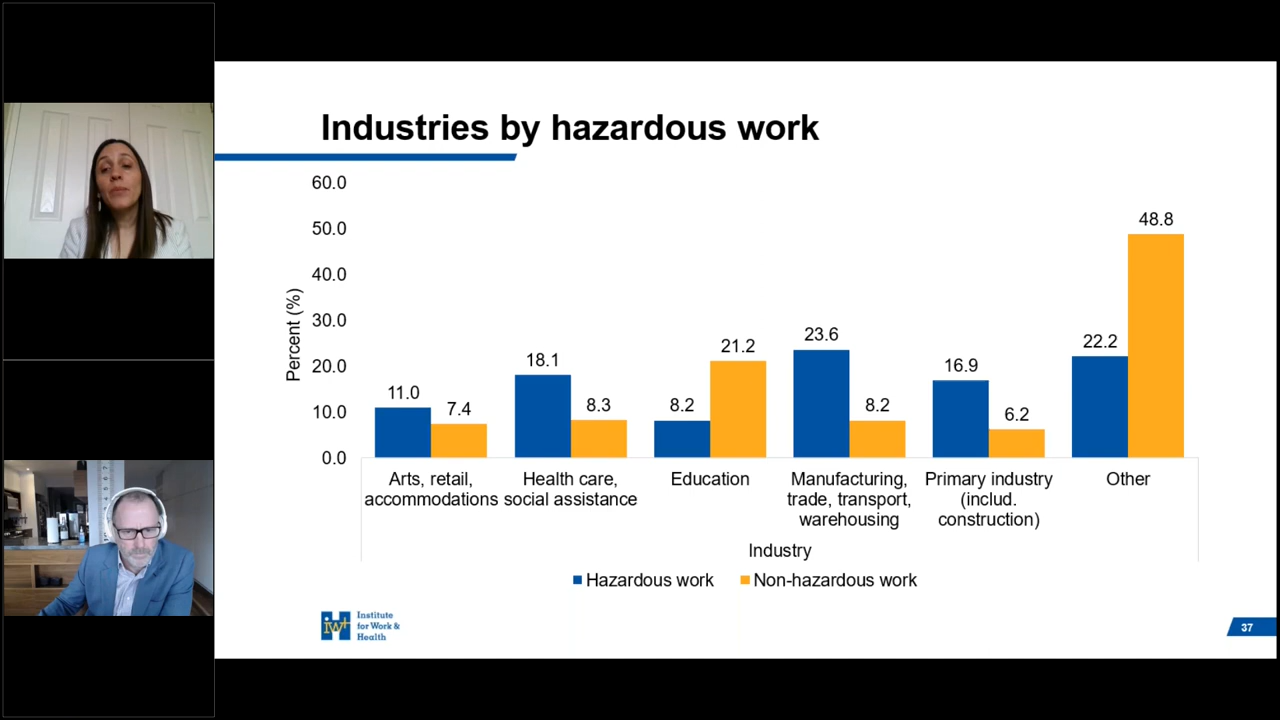 Industries by hazardous work
60.0
50.0
40.0
30.0
20.0
10.0
0.0
Percent (%)
11.0
7.4
18.1
8.3
8.2
21.2
23.6
8.2
16.9
6.2
22.2
48.8
Arts, retail,
accommodations
Health care,
social assistance
Education
Manufacturing,
trade, transport,
warehousing
Primary industry
(includ.
construction)
Other
Industry
Hazardous work
Non-hazardous work
iwh
Institute
for Work &
Health
37